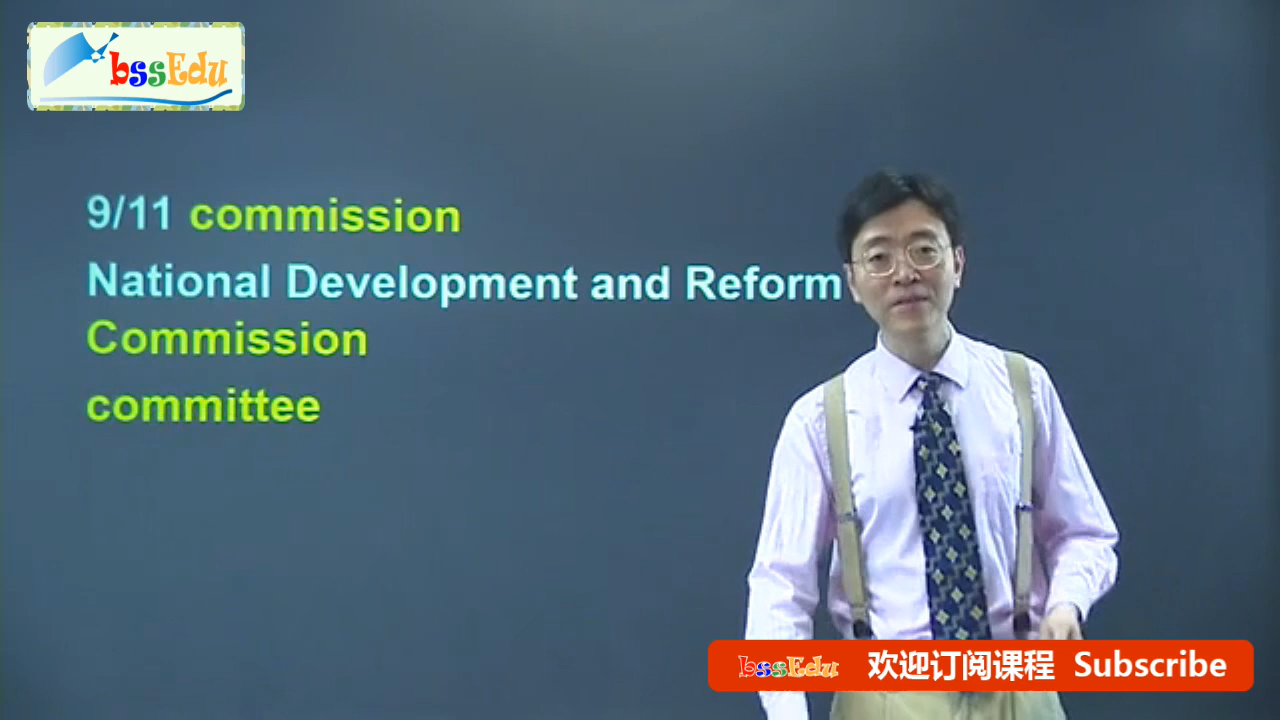 bssEdu
9/11 commission
National Development and Reform
Commission
committee
bssEdu 欢迎订阅课程 Subscribe